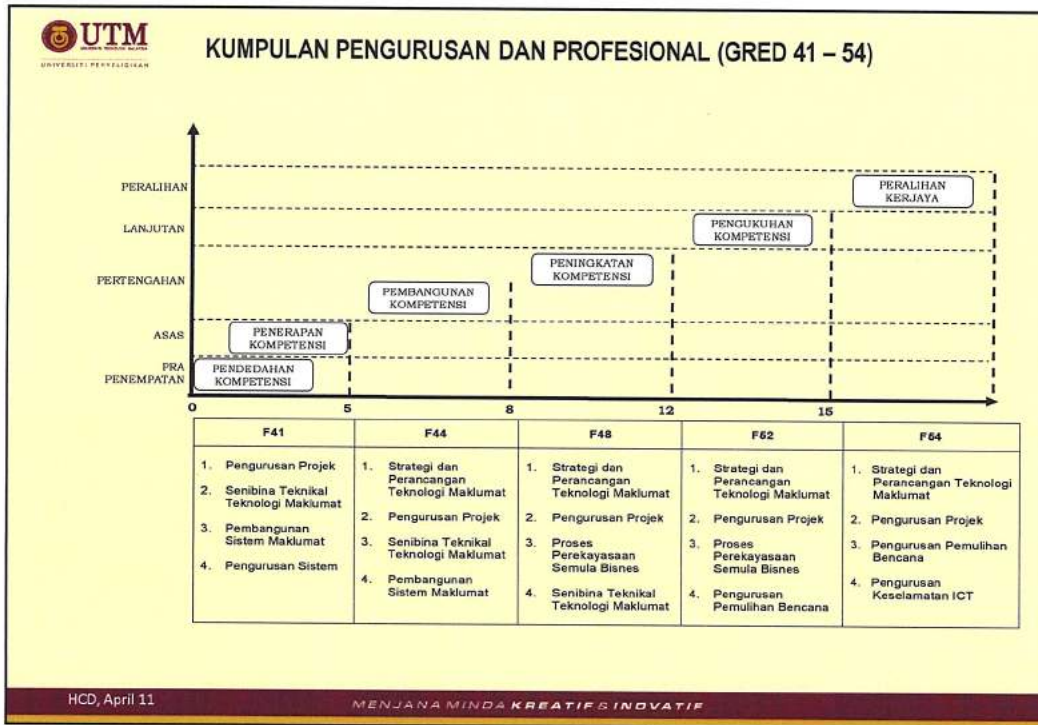 UTM
UNIVERSITI TEKNOLOGI MALAYSIA
UNIVERSITI PENYELIDIKAN
KUMPULAN PENGURUSAN DAN PROFESIONAL (GRED 41 – 54)
PERALIHAN
LANJUTAN
PERTENGAHAN
ASAS
PRA
PENEMPATAN
PERALIHAN
KERJAYA
PENGUKUHAN
KOMPETENSI
PENINGKATAN
KOMPETENSI
PEMBANGUNAN
KOMPETENSI
PENERAPAN
KOMPETENSI
PENDEDAHAN
KOMPETENSI
0 5 8 12 15
F41
1. Pengurusan Projek
2. Senibina Teknikal
Teknologi Maklumat
3. Pembangunan
Sistem Maklumat
4. Pengurusan Sistem
F44
1. Strategi dan
Perancangan
Teknologi Maklumat
2. Pengurusan Projek
3. Senibina Teknikal
Teknologi Maklumat
4. Pembangunan
Sistem Maklumat
F48
1. Strategi dan
Perancangan
Teknologi Maklumat
2. Pengurusan Projek
3. Proses
Perekayasaan
Semula Bisnes
4. Senibina Teknikal
Teknologi Maklumat
F52
1. Strategi dan
Perancangan
Teknologi Maklumat
2. Pengurusan Projek
3. Proses
Perekayasaan
Semula Bisnes
4. Pengurusan
Pemulihan Bencana
F54
1. Strategi dan
Perancangan Teknologi
Maklumat
2. Pengurusan Projek
3. Pengurusan Pemulihan
Bencana
4. Pengurusan
Keselamatan ICT
HCD, April 11
MENJANA MINDA KREATIF & INOVATIF